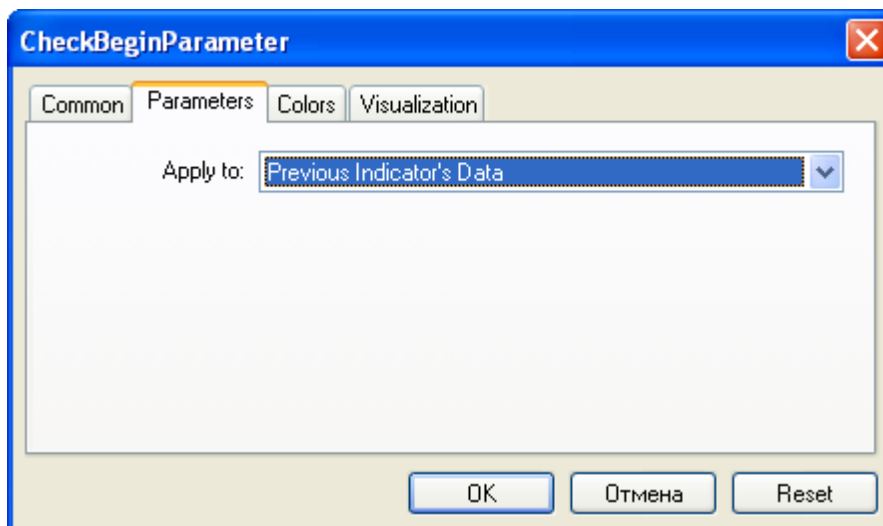 CheckBeginParameter
Common Parameters Colors Visualization
Apply to: Previous Indicator's Data
OK Отмена Reset